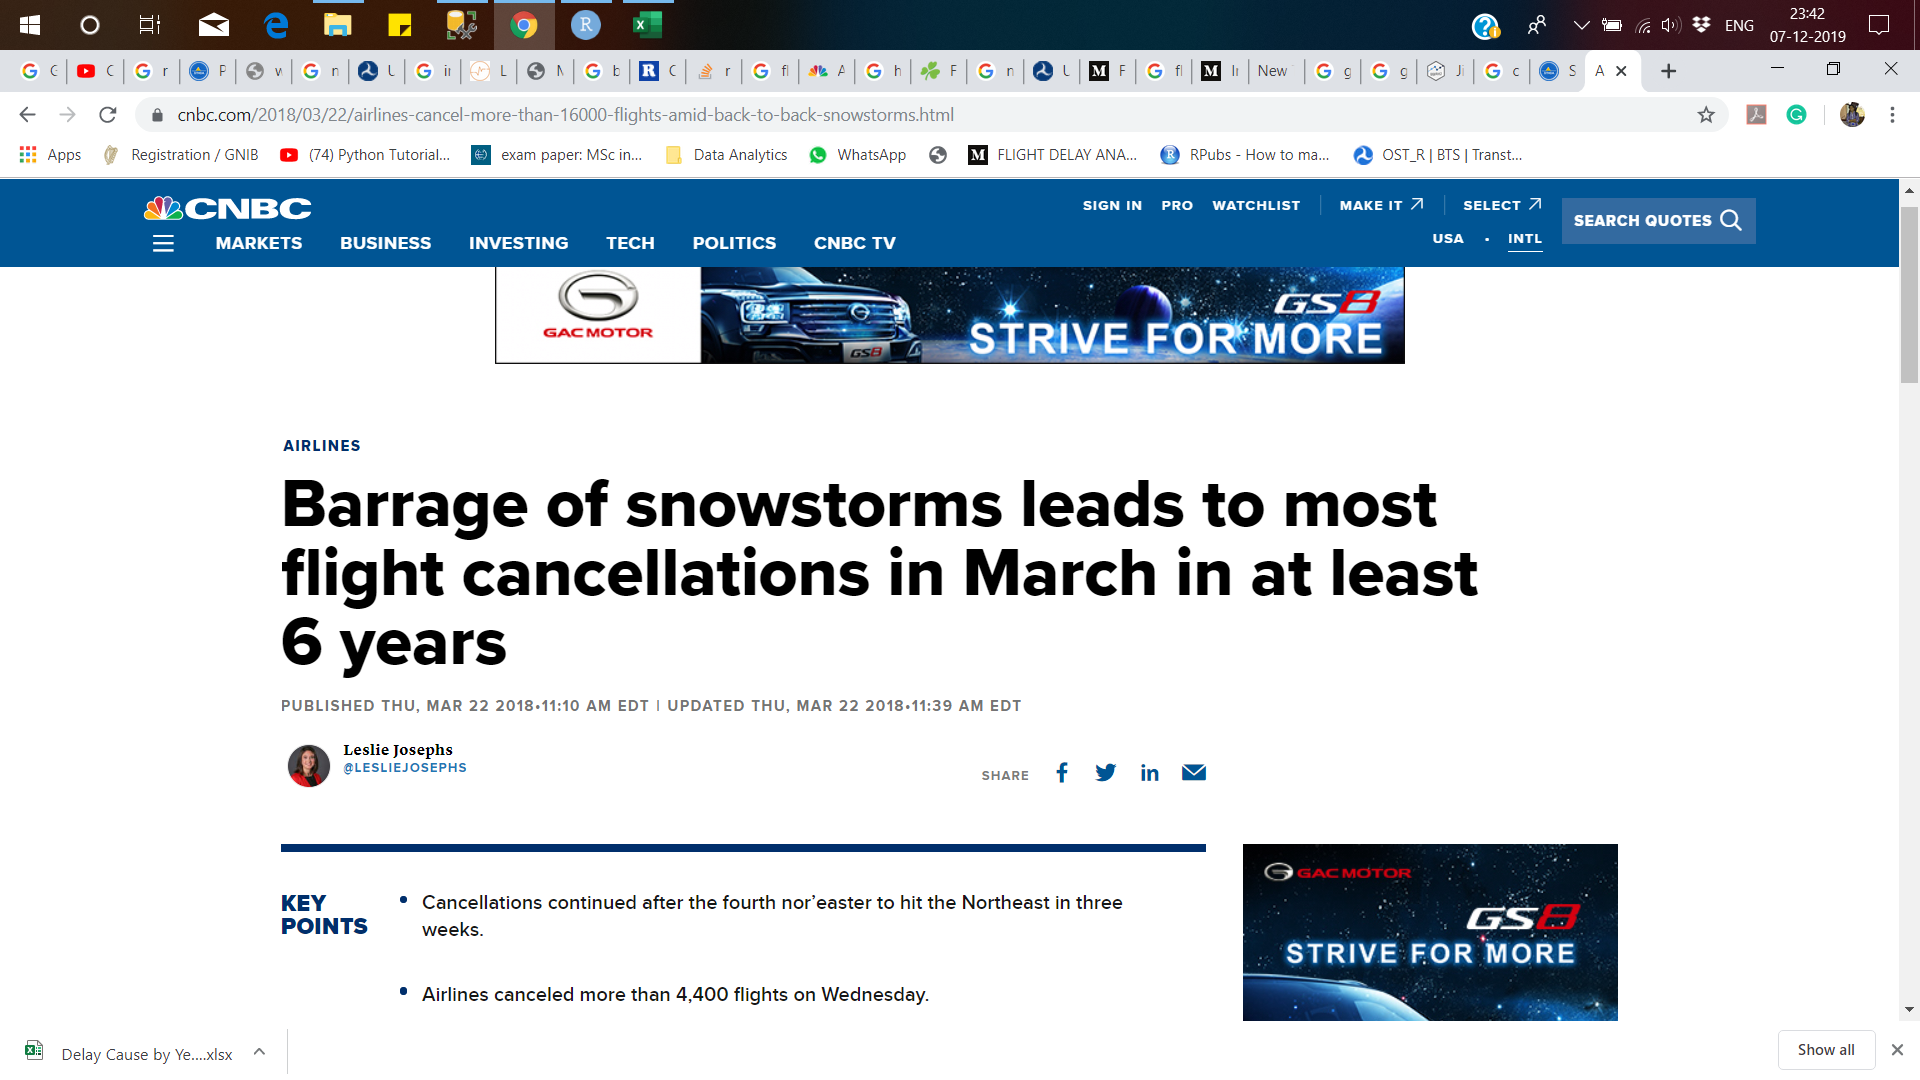 ENG
23:42
07-12-2019
cnbc.com/2018/03/22/airlines-cancel-more-than-16000-flights-amid-back-to-back-snowstorms.html
Apps
Registration / GNIB
(74) Python Tutorial...
exam paper: MSc in...
Data Analytics
WhatsApp
FLIGHT DELAY ANA...
RPubs - How to ma...
OST_R | BTS | Transt...
CNBC
SIGN IN
PRO
WATCHLIST
MAKE IT
SELECT
SEARCH QUOTES
USA • INTL
MARKETS
BUSINESS
INVESTING
TECH
POLITICS
CNBC TV
GAC MOTOR
GS8
GS8
STRIVE FOR MORE
AIRLINES
Barrage of snowstorms leads to most
flight cancellations in March in at least
6 years
PUBLISHED THU, MAR 22 2018•11:10 AM EDT | UPDATED THU, MAR 22 2018•11:39 AM EDT
Leslie Josephs
@LESLIEJOSEPHS
SHARE
KEY
POINTS
• Cancellations continued after the fourth nor’easter to hit the Northeast in three
weeks.
• Airlines canceled more than 4,400 flights on Wednesday.
GAC MOTOR
GS8
STRIVE FOR MORE
Delay Cause by Ye....xlsx
Show all